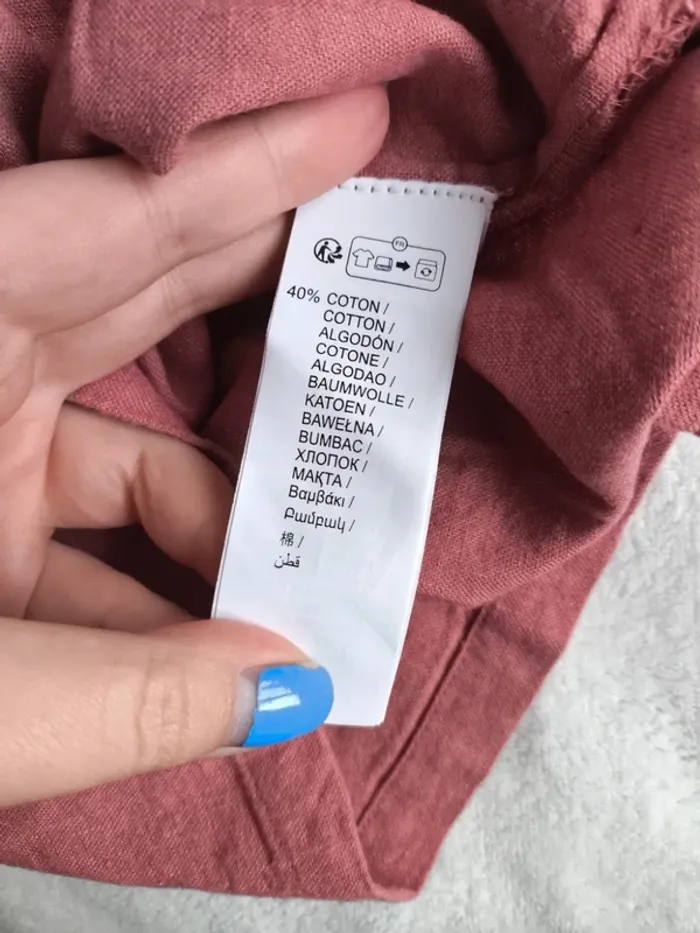 FR
40% COTON /
COTTON /
ALGODÓN /
COTONE /
ALGODAO /
BAUMWOLLE /
KATOEN /
BAWEŁNA /
BUMBAC /
ХЛОПОК /
МАҚТА /
Βαμβάκι /
Բամբակ /
棉 /
قطن